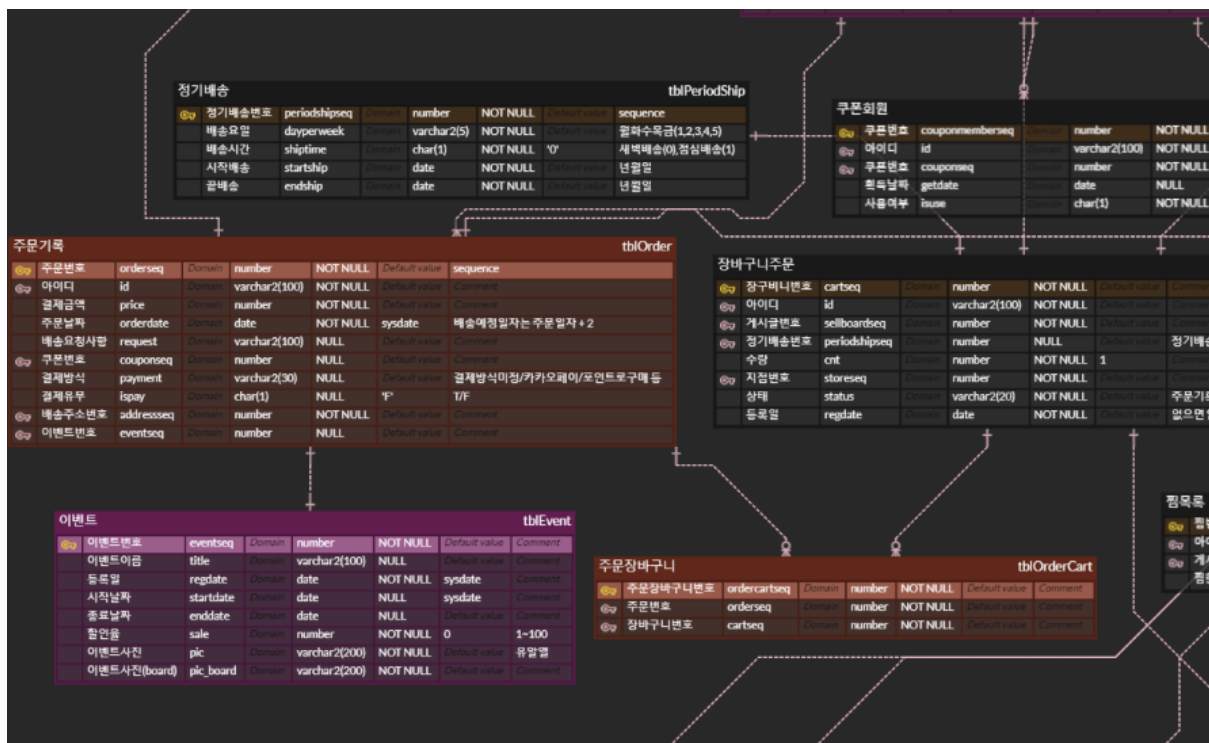 정기배송 tblPeriodShip
정기배송번호 periodshipseq Domain number NOT NULL Default value sequence
배송요일 dayperweek Domain varchar2(5) NOT NULL Default value 월화수목금(1,2,3,4,5)
배송시간 shiptime Domain char(1) NOT NULL '0' 새벽배송(0),점심배송(1)
시작배송 startship Domain date NOT NULL Default value 년월일
끝배송 endship Domain date NOT NULL Default value 년월일
쿠폰회원
쿠폰번호 couponmemberseq Domain number NOT NULL
아이디 id Domain varchar2(100) NOT NULL
쿠폰번호 couponseq Domain number NOT NULL
획득날짜 getdate Domain date NULL
사용여부 isuse Domain char(1) NOT NULL
주문기록 tblOrder
주문번호 orderseq Domain number NOT NULL Default value sequence
아이디 id Domain varchar2(100) NOT NULL Default value Comment
결제금액 price Domain number NOT NULL Default value Comment
주문날짜 orderdate Domain date NOT NULL sysdate 배송예정일자는 주문일자 + 2
배송요청사항 request Domain varchar2(100) NULL Default value Comment
쿠폰번호 couponseq Domain number NULL Default value Comment
결제방식 payment Domain varchar2(30) NULL Default value 결제방식미정/카카오페이/포인트로구매 등
결제유무 ispay Domain char(1) NULL 'F' T/F
배송주소번호 addressseq Domain number NOT NULL Default value Comment
이벤트번호 eventseq Domain number NULL Default value Comment
장바구니주문
장구비니번호 cartseq Domain number NOT NULL Default value
아이디 id Domain varchar2(100) NOT NULL Default value
게시글번호 sellboardseq Domain number NOT NULL Default value
정기배송번호 periodshipseq Domain number NULL Default value 정기배
수량 cnt Domain number NOT NULL 1
지점번호 storeseq Domain number NOT NULL Default value
상태 status Domain varchar2(20) NOT NULL Default value 주문기
등록일 regdate Domain date NOT NULL Default value 없으면
이벤트 tblEvent
이벤트번호 eventseq Domain number NOT NULL Default value Comment
이벤트이름 title Domain varchar2(100) NULL Default value Comment
등록일 regdate Domain date NOT NULL sysdate Comment
시작날짜 startdate Domain date NULL sysdate Comment
종료날짜 enddate Domain date NULL Default value Comment
할인율 sale Domain number NOT NULL 0 1~100
이벤트사진 pic Domain varchar2(200) NOT NULL Default value 유알엘
이벤트사진(board) pic_board Domain varchar2(200) NOT NULL Default value Comment
주문장바구니 tblOrderCart
주문장바구니번호 ordercartseq Domain number NOT NULL Default value Comment
주문번호 orderseq Domain number NOT NULL Default value Comment
장바구니번호 cartseq Domain number NOT NULL Default value Comment
찜목록